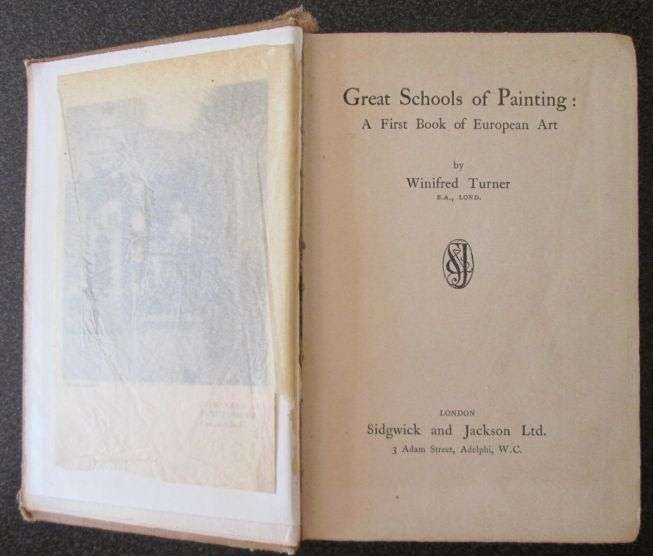 Great Schools of Painting:
A First Book of European Art
by
Winifred Turner
B.A., LOND.
LONDON
Sidgwick and Jackson Ltd.
3 Adam Street, Adelphi, W.C.